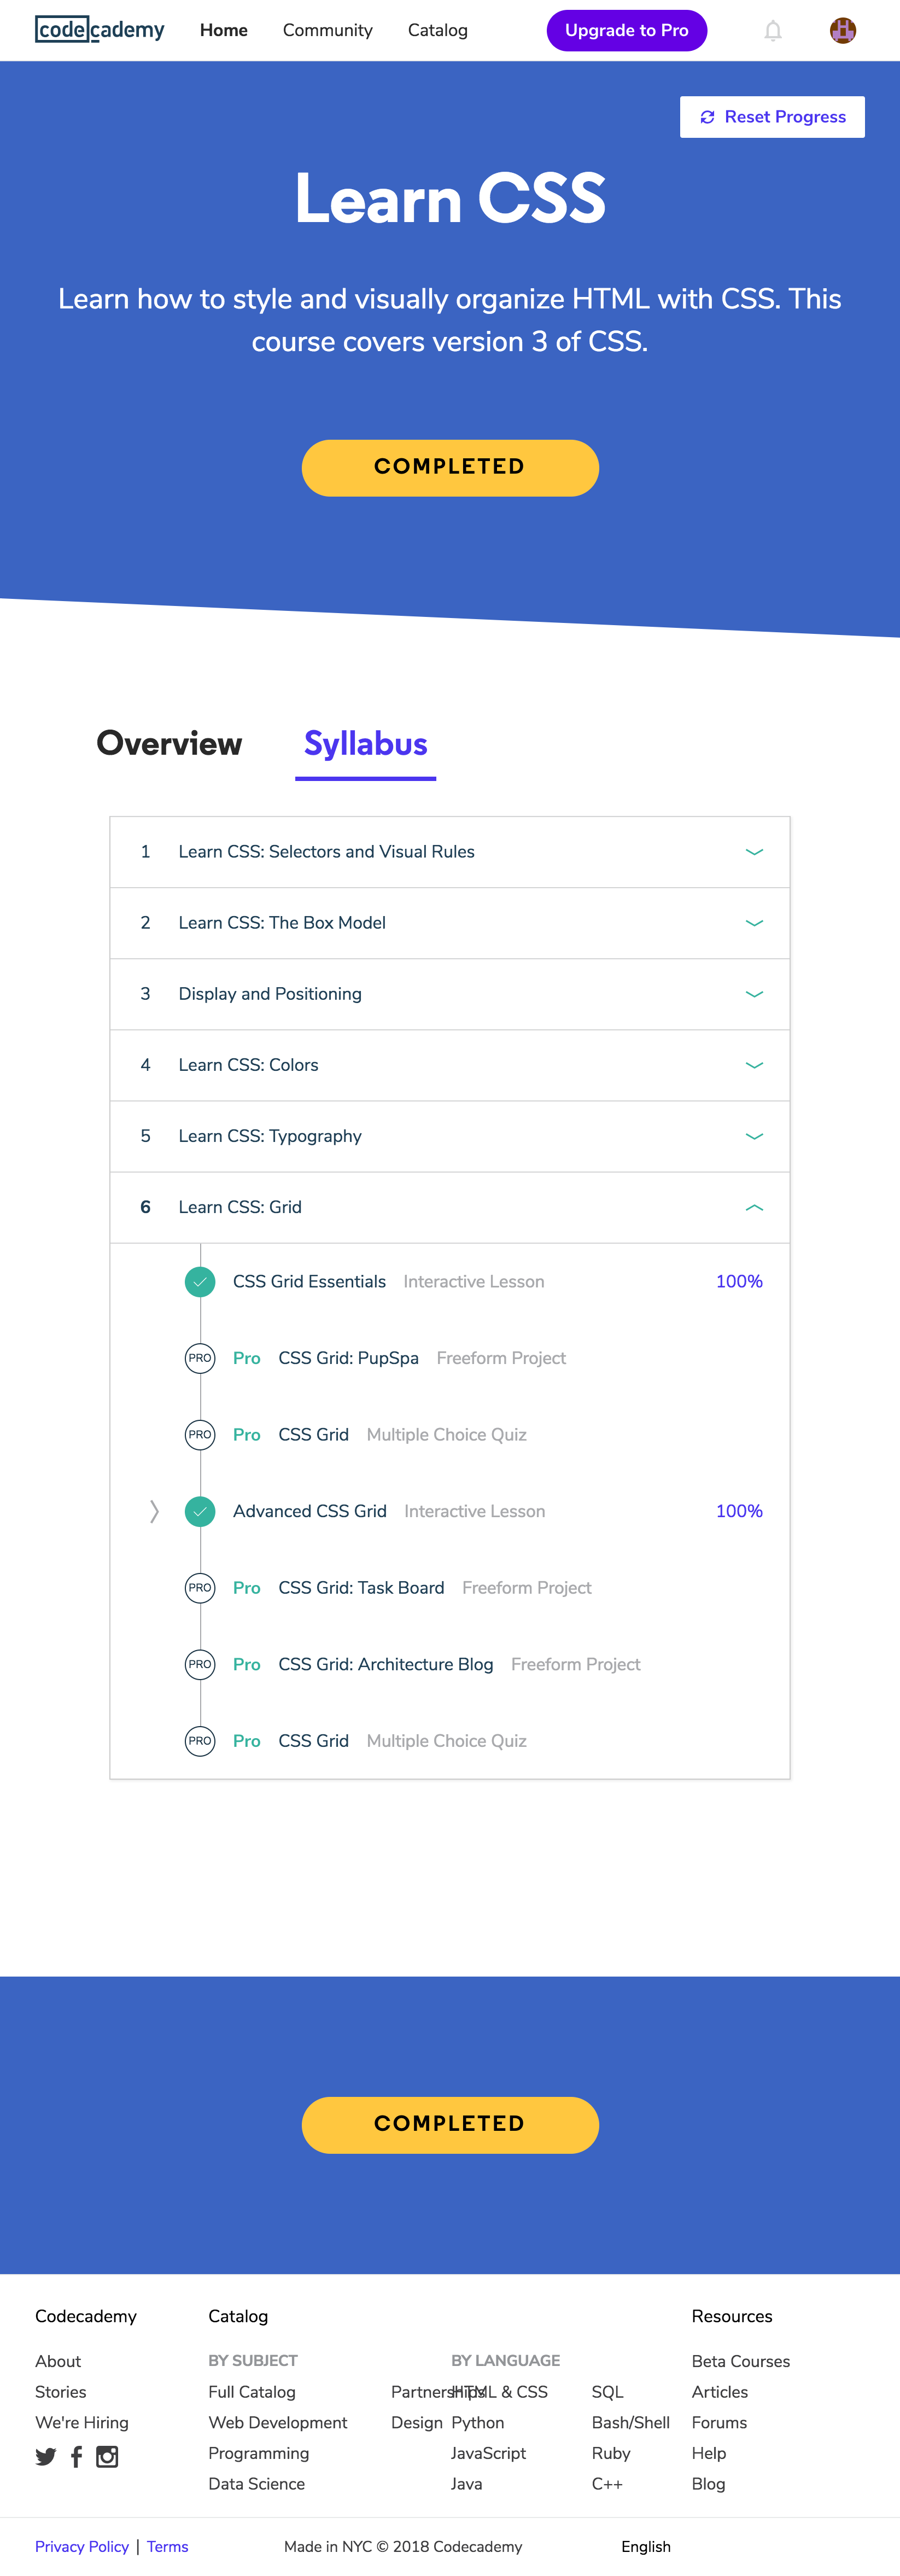 codecademy Home Community Catalog Upgrade to Pro
Reset Progress
Learn CSS
Learn how to style and visually organize HTML with CSS. This
course covers version 3 of CSS.
COMPLETED
Overview Syllabus
1 Learn CSS: Selectors and Visual Rules
2 Learn CSS: The Box Model
3 Display and Positioning
4 Learn CSS: Colors
5 Learn CSS: Typography
6 Learn CSS: Grid
CSS Grid Essentials Interactive Lesson 100%
PRO Pro CSS Grid: PupSpa Freeform Project
PRO Pro CSS Grid Multiple Choice Quiz
Advanced CSS Grid Interactive Lesson 100%
PRO Pro CSS Grid: Task Board Freeform Project
PRO Pro CSS Grid: Architecture Blog Freeform Project
PRO Pro CSS Grid Multiple Choice Quiz
COMPLETED
Codecademy Catalog Resources
About BY SUBJECT BY LANGUAGE Beta Courses
Stories Full Catalog Partnerships HTML & CSS SQL Articles
We're Hiring Web Development Design Python Bash/Shell Forums
Programming JavaScript Ruby Help
Data Science Java C++ Blog
Privacy Policy | Terms Made in NYC © 2018 Codecademy English